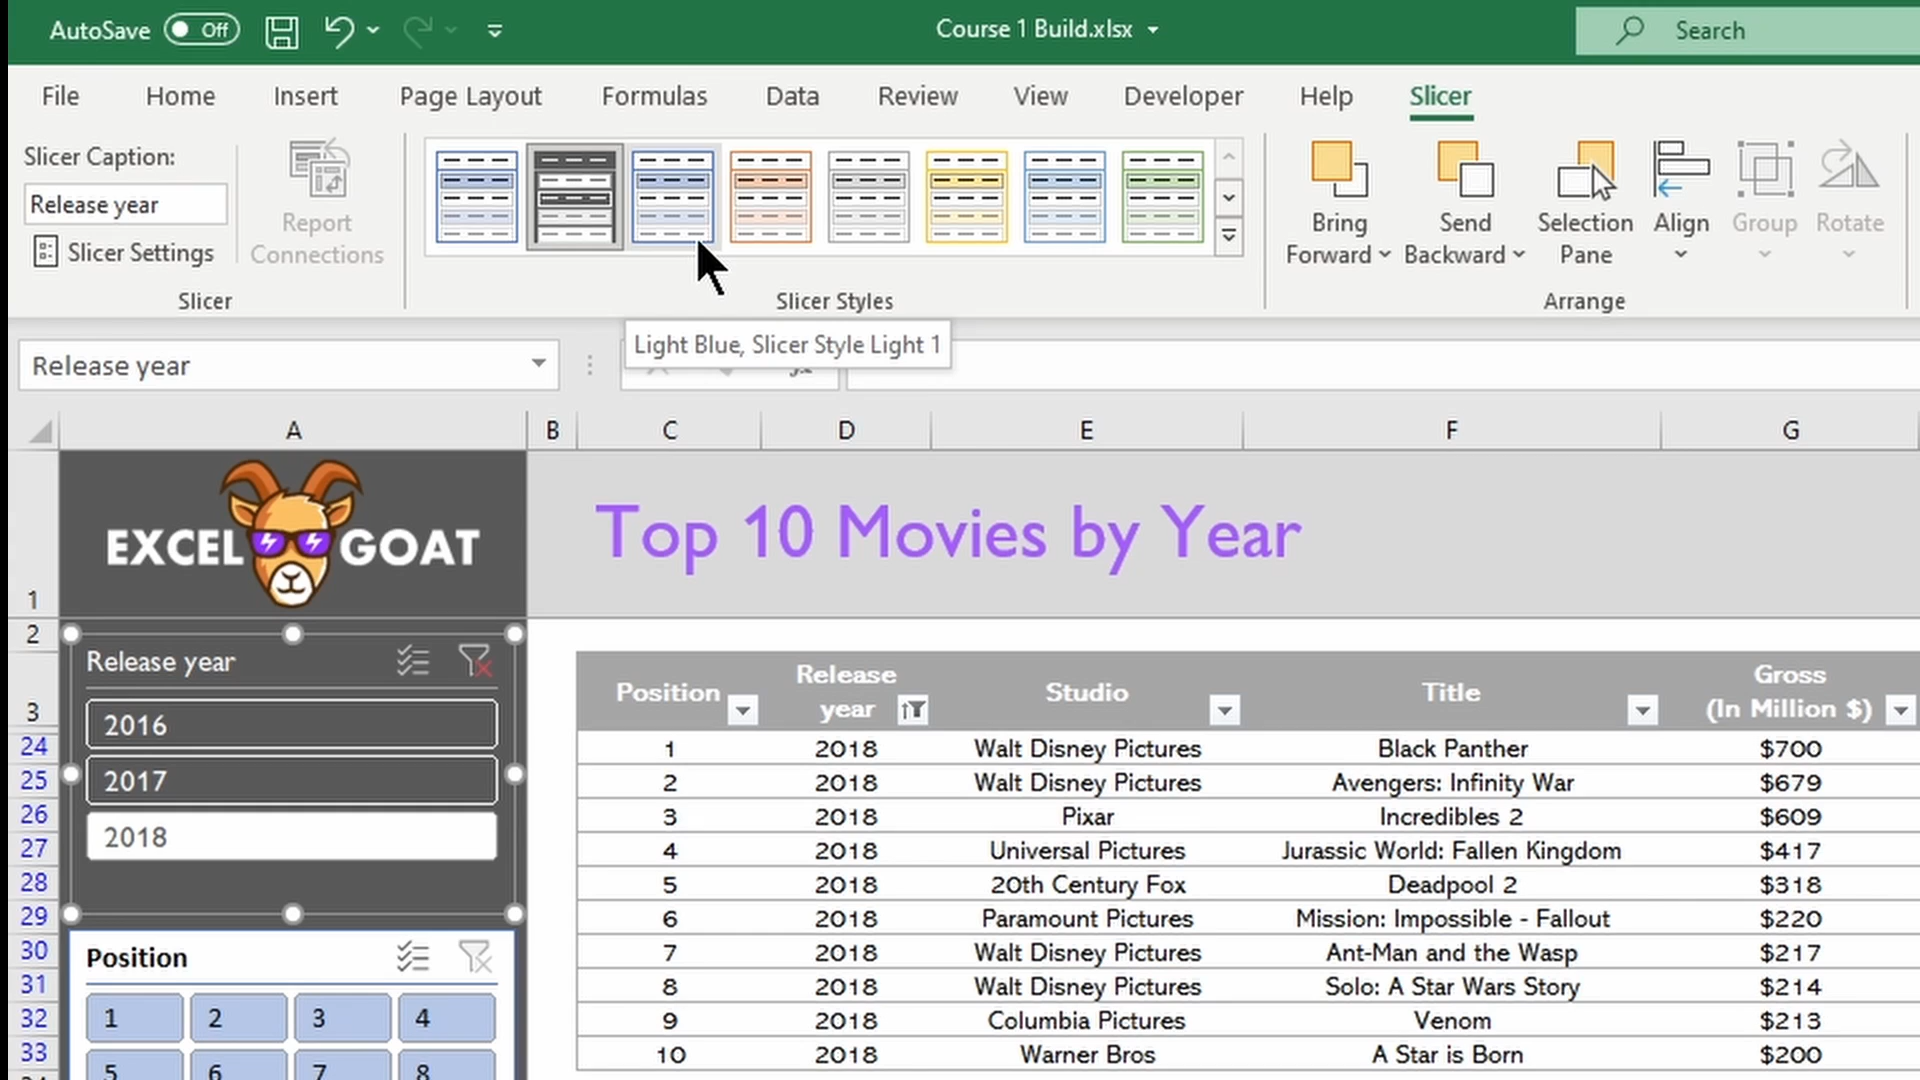 AutoSave Off
Course 1 Build.xlsx
Search
File Home Insert Page Layout Formulas Data Review View Developer Help Slicer
Slicer Caption:
Release year
Slicer Settings
Report
Connections
Bring
Forward
Send
Backward
Selection
Pane
Align
Group
Rotate
Slicer
Slicer Styles
Arrange
Light Blue, Slicer Style Light 1
Release year
A B C D E F G
1
EXCEL GOAT
Top 10 Movies by Year
2
Release year
2016
2017
2018
Position
1 2 3 4
5 6 7 8
3
Position
Release
year
Studio
Title
Gross
(In Million $)
24 1 2018 Walt Disney Pictures Black Panther $700
25 2 2018 Walt Disney Pictures Avengers: Infinity War $679
26 3 2018 Pixar Incredibles 2 $609
27 4 2018 Universal Pictures Jurassic World: Fallen Kingdom $417
28 5 2018 20th Century Fox Deadpool 2 $318
29 6 2018 Paramount Pictures Mission: Impossible - Fallout $220
30 7 2018 Walt Disney Pictures Ant-Man and the Wasp $217
31 8 2018 Walt Disney Pictures Solo: A Star Wars Story $214
32 9 2018 Columbia Pictures Venom $213
33 10 2018 Warner Bros A Star is Born $200